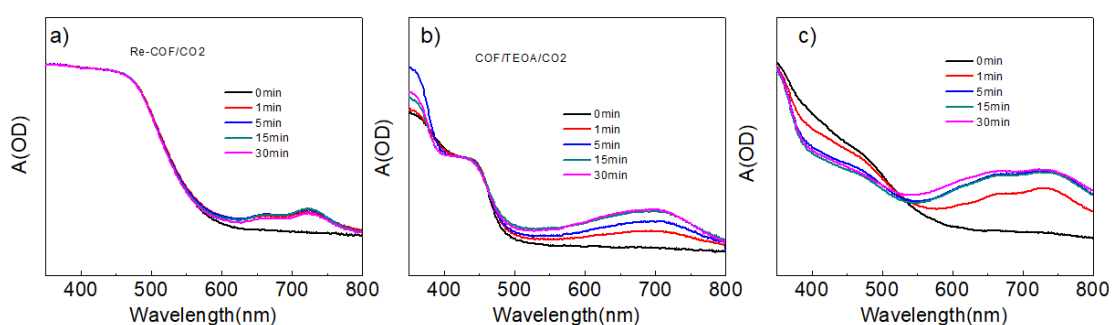 a)
Re-COF/CO2
0min
1min
5min
15min
30min
A(OD)
400 500 600 700 800
Wavelength(nm)
b)
COF/TEOA/CO2
0min
1min
5min
15min
30min
A(OD)
400 500 600 700 800
Wavelength(nm)
c)
0min
1min
5min
15min
30min
A(OD)
400 500 600 700 800
Wavelength(nm)